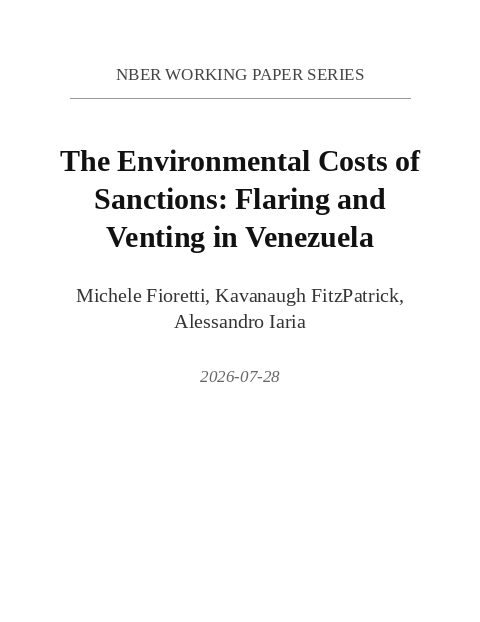 NBER WORKING PAPER SERIES
The Environmental Costs of
Sanctions: Flaring and
Venting in Venezuela
Michele Fioretti, Kavanaugh FitzPatrick,
Alessandro Iaria
2026-07-28